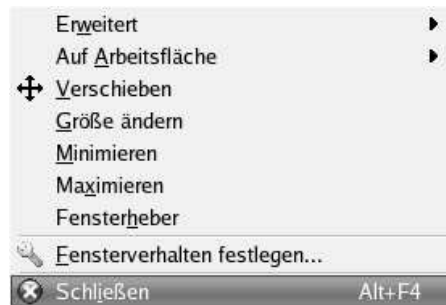 Erweitert
Auf Arbeitsfläche
Verschieben
Größe ändern
Minimieren
Maximieren
Fensterheber
Fensterverhalten festlegen...
Schließen Alt+F4